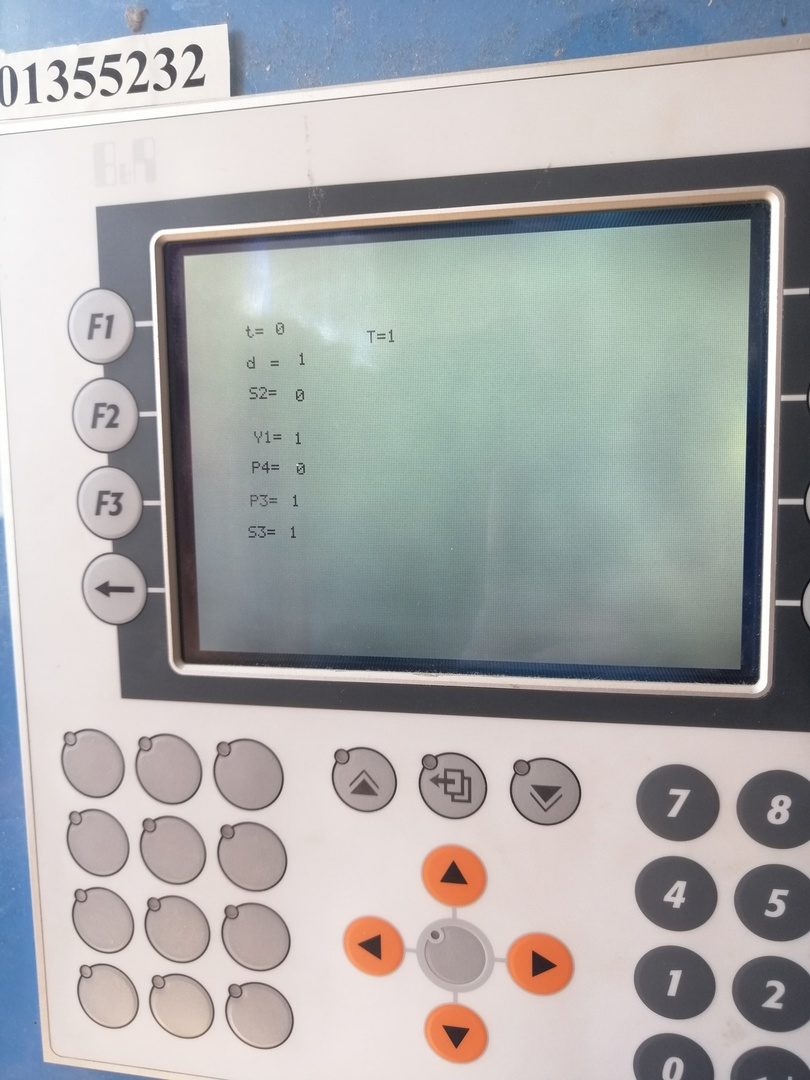 01355232
B&R
t= 0 T=1
d = 1
S2= 0
Y1= 1
P4= 0
P3= 1
S3= 1
F1
F2
F3
7 8
4 5
1 2
0